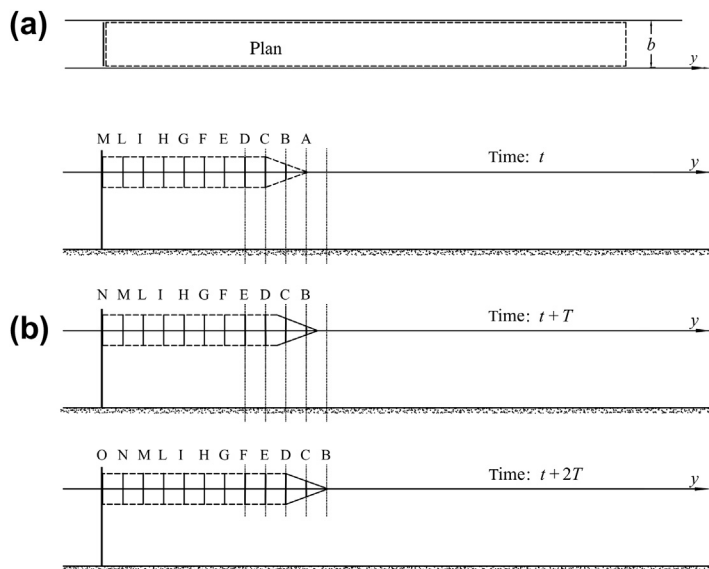 (a)
Plan
b
y
M L I H G F E D C B A
Time: t
y
N M L I H G F E D C B
(b)
Time: t + T
y
O N M L I H G F E D C B
Time: t + 2T
y